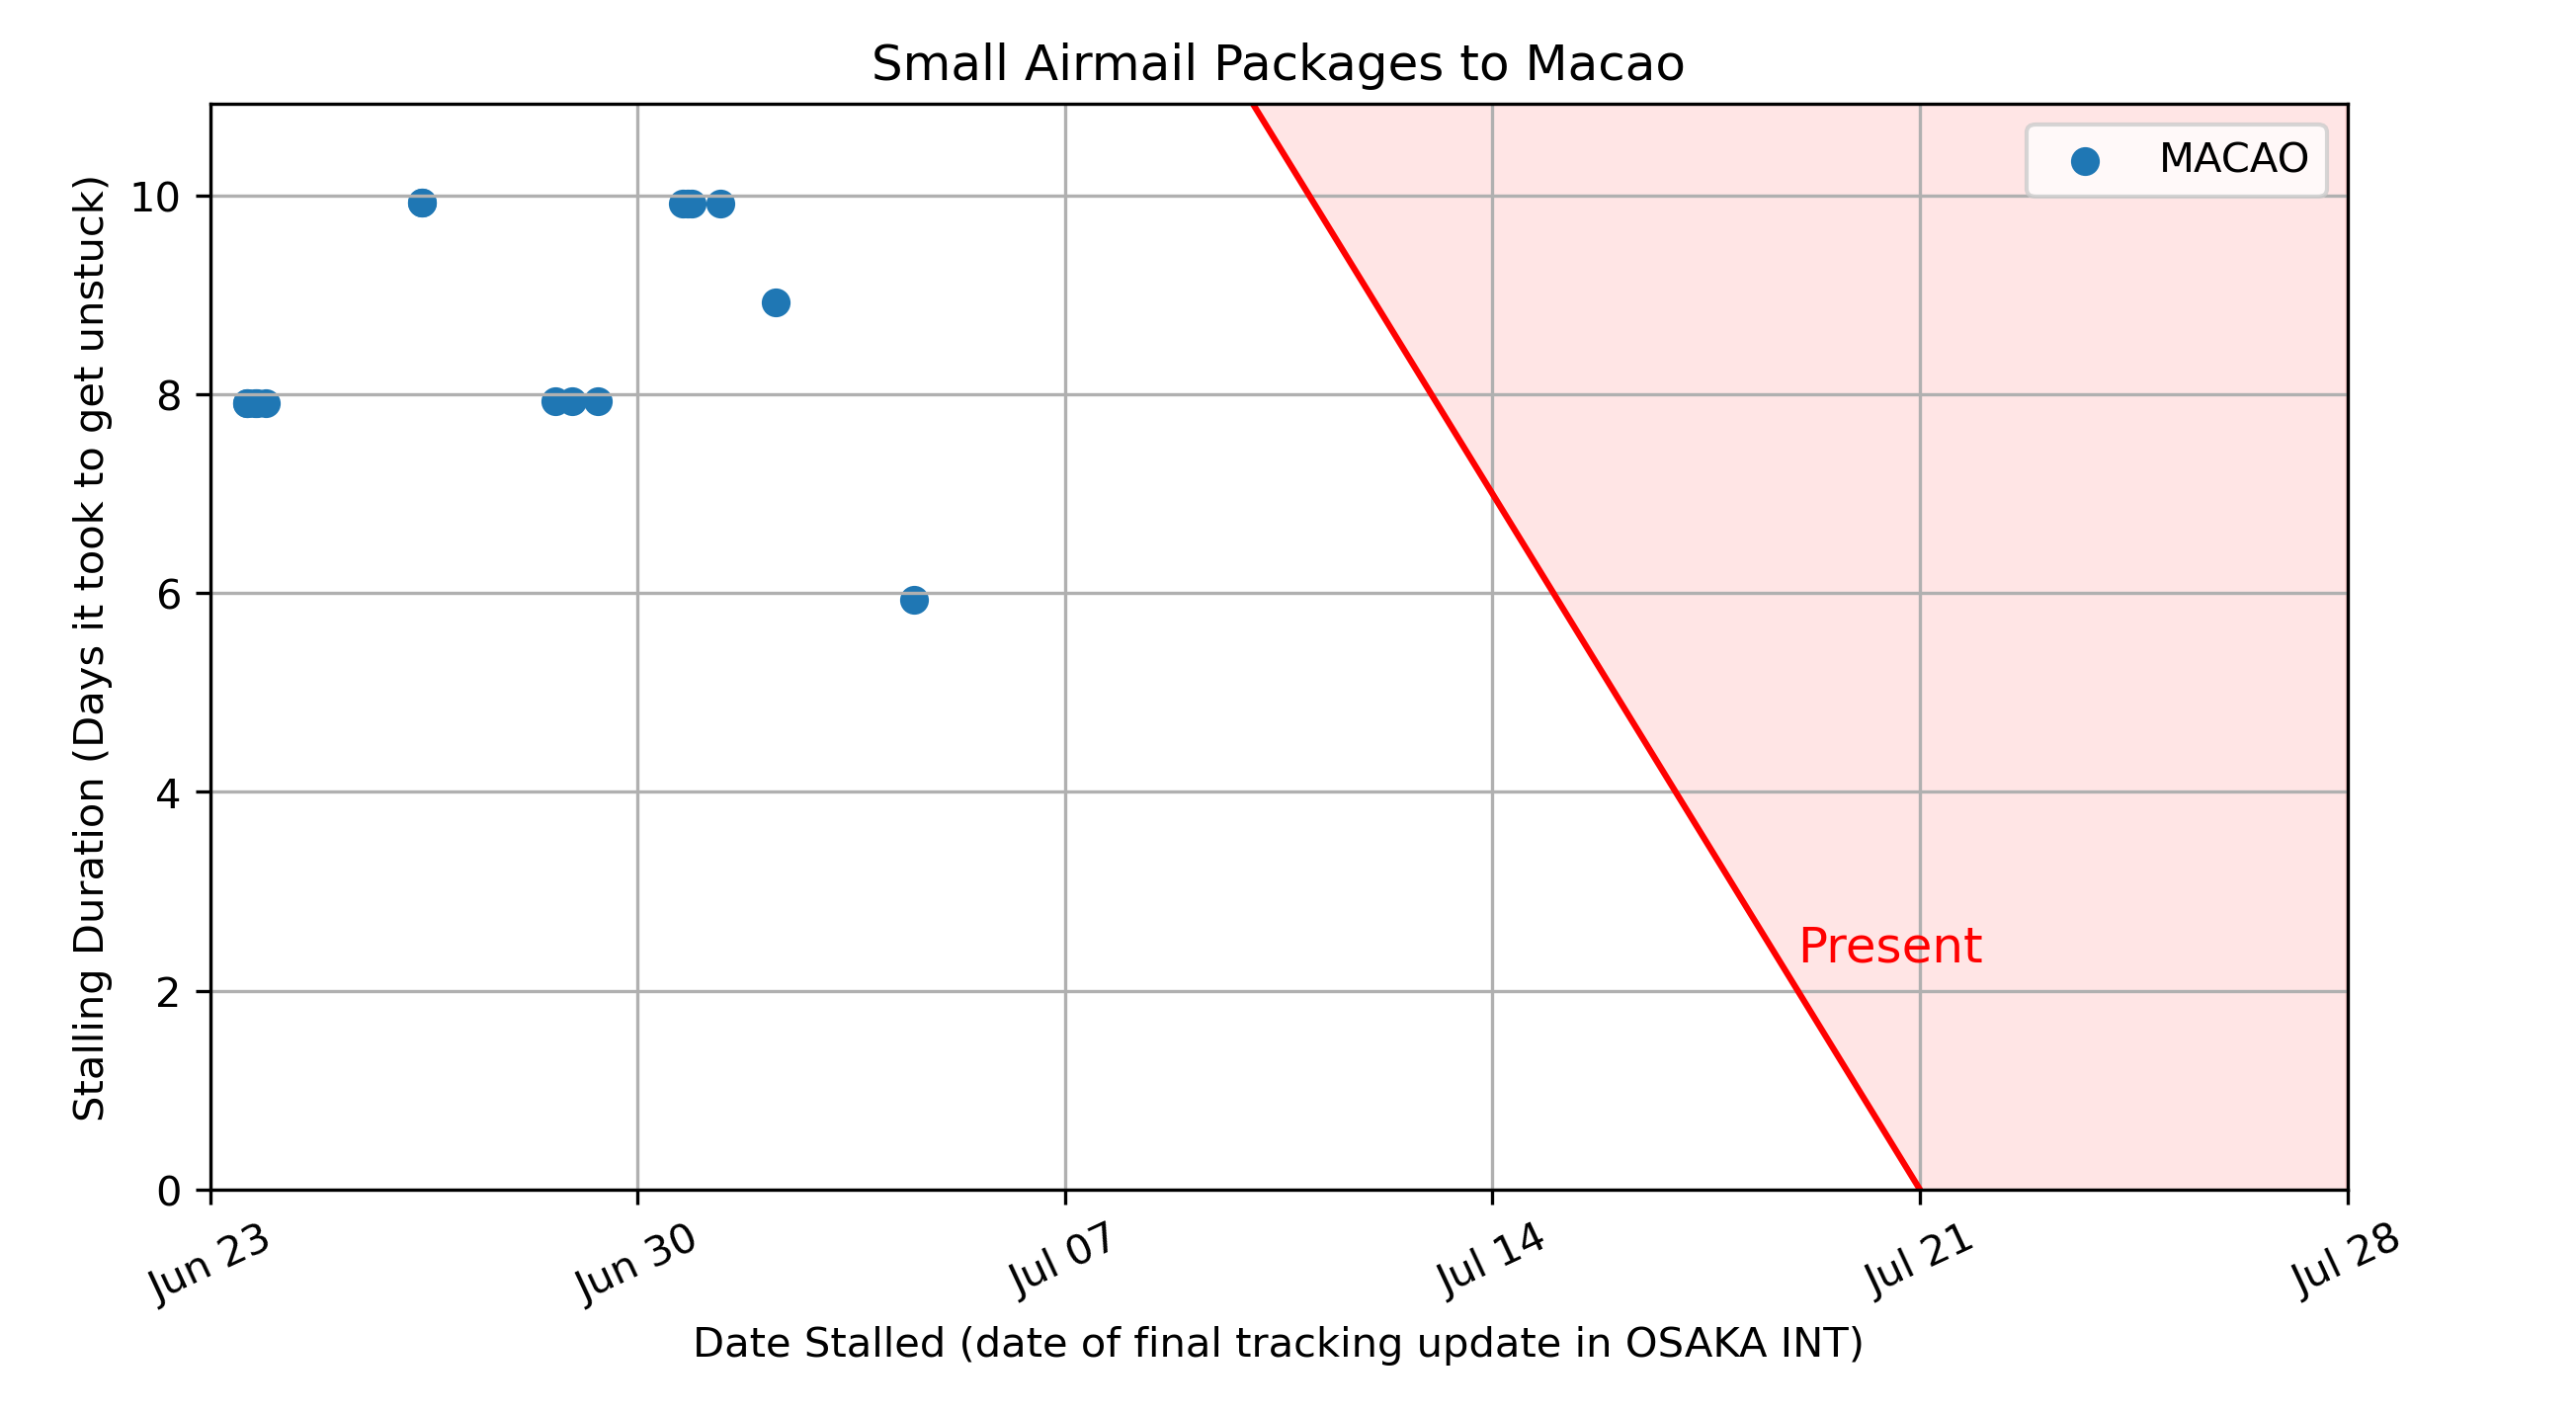 Small Airmail Packages to Macao
MACAO
Stalling Duration (Days it took to get unstuck)
10
8
6
4
2
0
Present
Jun 23
Jun 30
Jul 07
Jul 14
Jul 21
Jul 28
Date Stalled (date of final tracking update in OSAKA INT)